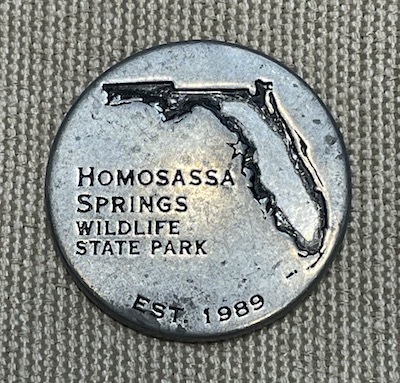 HOMOSASSA
SPRINGS
WILDLIFE
STATE PARK
EST. 1989